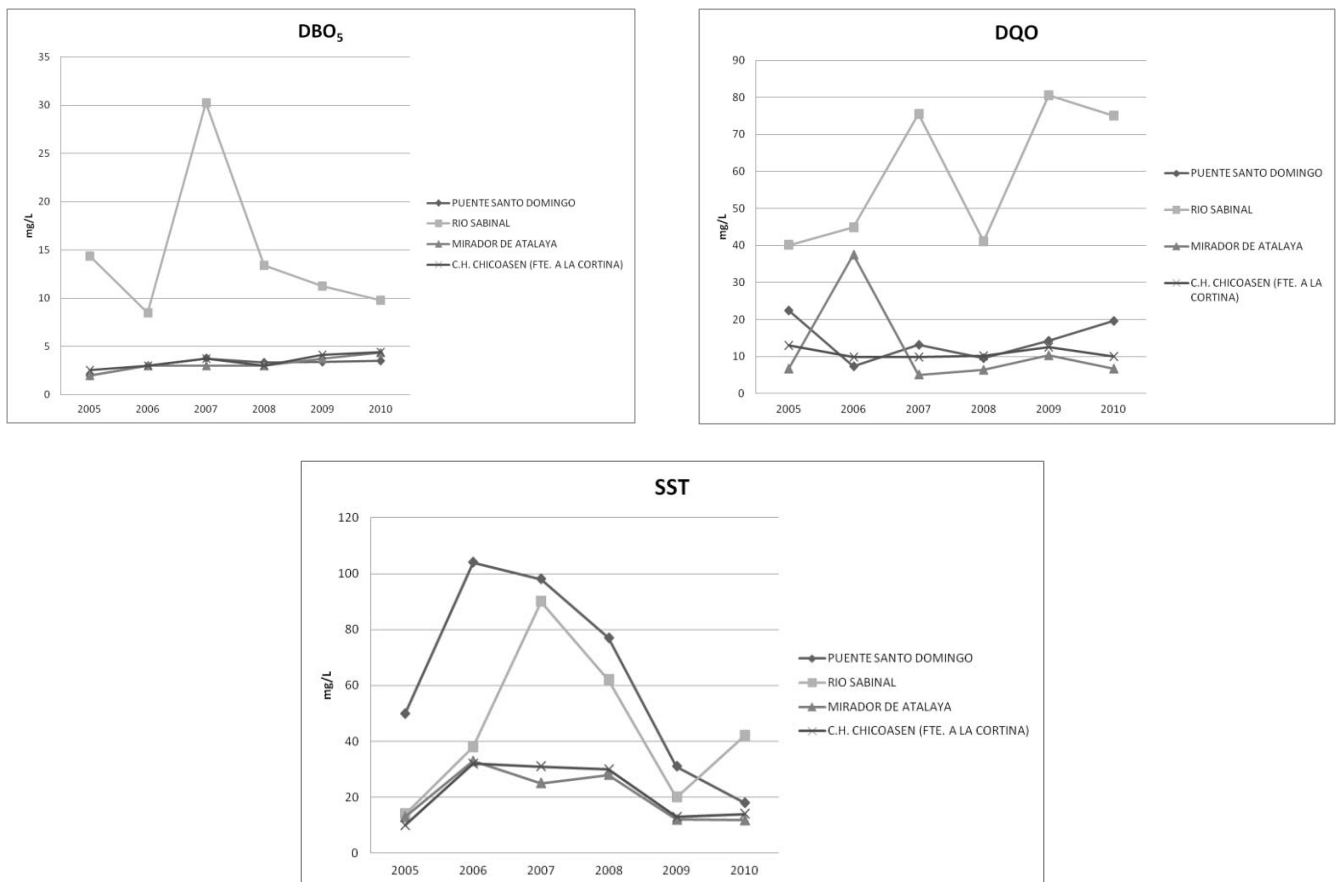 DBO₅
35
30
25
20
15
10
5
0
mg/L
2005 2006 2007 2008 2009 2010
PUENTE SANTO DOMINGO
RIO SABINAL
MIRADOR DE ATALAYA
C.H. CHICOASEN (FTE. A LA CORTINA)
DQO
90
80
70
60
50
40
30
20
10
0
mg/L
2005 2006 2007 2008 2009 2010
PUENTE SANTO DOMINGO
RIO SABINAL
MIRADOR DE ATALAYA
C.H. CHICOASEN (FTE. A LA
CORTINA)
SST
120
100
80
60
40
20
0
mg/L
2005 2006 2007 2008 2009 2010
PUENTE SANTO DOMINGO
RIO SABINAL
MIRADOR DE ATALAYA
C.H. CHICOASEN (FTE. A LA CORTINA)